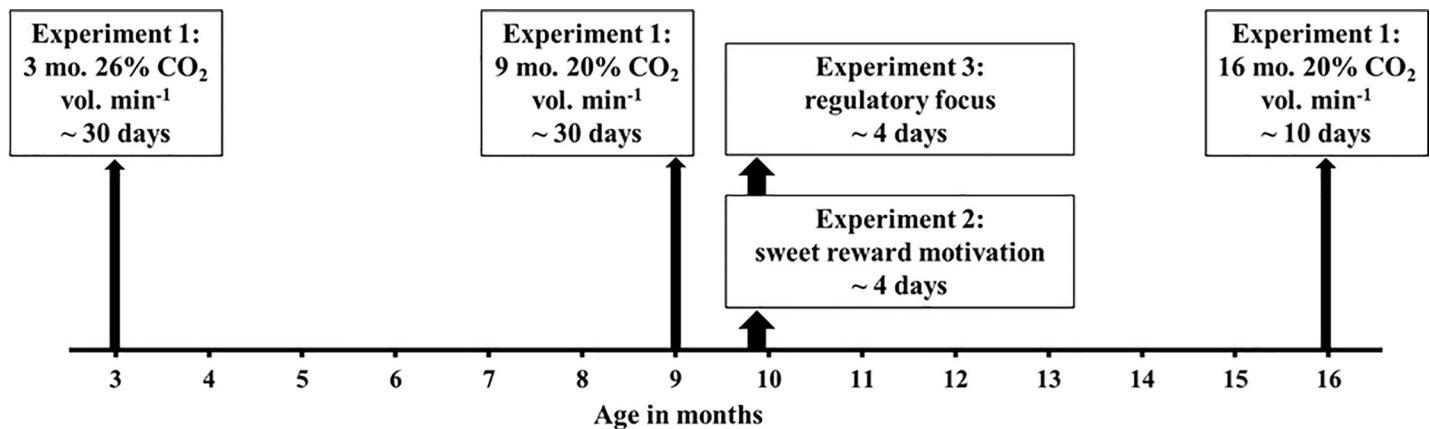 Experiment 1:
3 mo. 26% CO₂
vol. min⁻¹
~ 30 days
Experiment 1:
9 mo. 20% CO₂
vol. min⁻¹
~ 30 days
Experiment 3:
regulatory focus
~ 4 days
Experiment 2:
sweet reward motivation
~ 4 days
Experiment 1:
16 mo. 20% CO₂
vol. min⁻¹
~ 10 days
3 4 5 6 7 8 9 10 11 12 13 14 15 16
Age in months